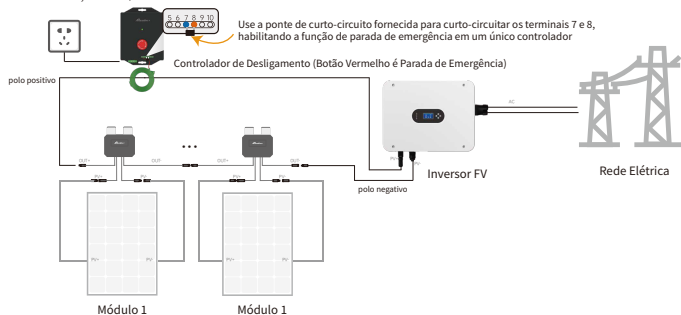 5 6 7 8 9 10
Use a ponte de curto-circuito fornecida para curto-circuitar os terminais 7 e 8,
habilitando a função de parada de emergência em um único controlador
Controlador de Desligamento (Botão Vermelho é Parada de Emergência)
polo positivo
AC
OUT+
OUT-
OUT+
OUT-
PV+
PV-
PV+
PV-
PV+
PV-
polo negativo
Inversor FV
Rede Elétrica
PV+
PV-
PV+
PV-
Módulo 1
Módulo 1